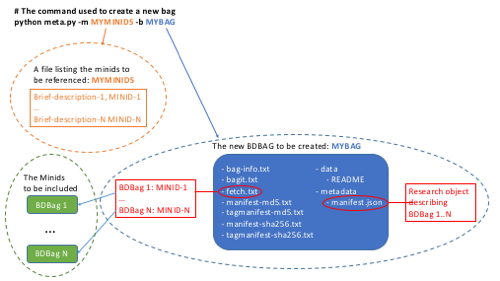 # The command used to create a new bag
python meta.py -m MYMINIDS -b MYBAG
A file listing the minids to
be referenced: MYMINIDS
Brief-description-1, MINID-1
...
Brief-description-N MINID-N
The new BDBAG to be created: MYBAG
- bag-info.txt
- bagit.txt
- fetch.txt
- manifest-md5.txt
- tagmanifest-md5.txt
- manifest-sha256.txt
- tagmanifest-sha256.txt
- data
- README
- metadata
- manifest.json
The Minids
to be included
BDBag 1
...
BDBag N
BDBag 1: MINID-1
...
BDBag N: MINID-N
Research object
describing
BDBag 1..N